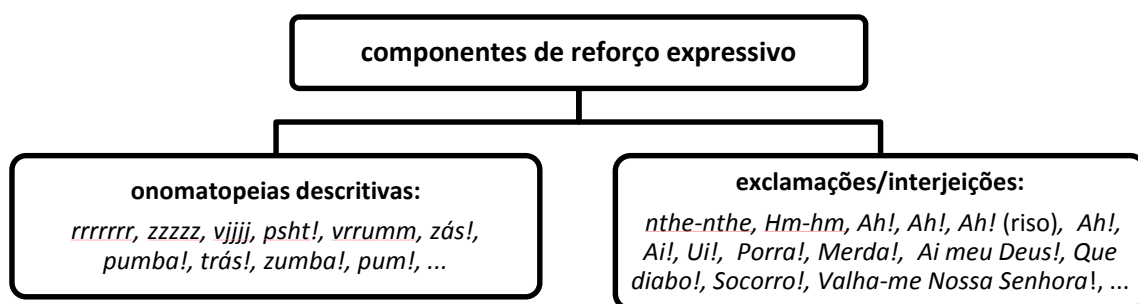 componentes de reforço expressivo
onomatopeias descritivas:
rrrrrrr, zzzzz, vjjjj, psht!, vrrumm, zás!,
pumba!, trás!, zumba!, pum!, ...
exclamações/interjeições:
nthe-nthe, Hm-hm, Ah!, Ah!, Ah! (riso), Ah!,
Ai!, Ui!, Porra!, Merda!, Ai meu Deus!, Que
diabo!, Socorro!, Valha-me Nossa Senhora!, ...